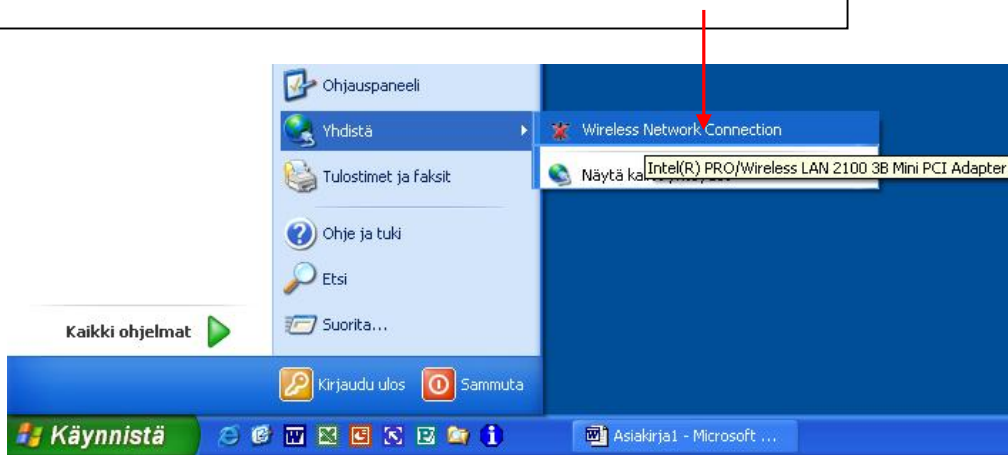 Ohjauspaneeli
Yhdistä
Wireless Network Connection
Intel(R) PRO/Wireless LAN 2100 3B Mini PCI Adapter
Tulostimet ja faksit
Näytä
Ohje ja tuki
Etsi
Kaikki ohjelmat
Suorita...
Kirjaudu ulos
Sammuta
Käynnistä
Asiakirja1 - Microsoft ...